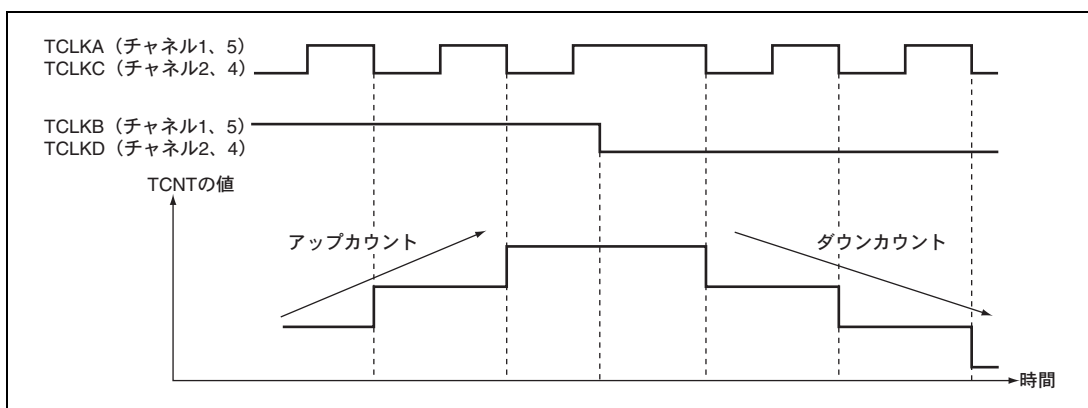 TCLKA（チャネル1、5）
TCLKC（チャネル2、4）
TCLKB（チャネル1、5）
TCLKD（チャネル2、4）
TCNTの値
アップカウント
ダウンカウント
時間